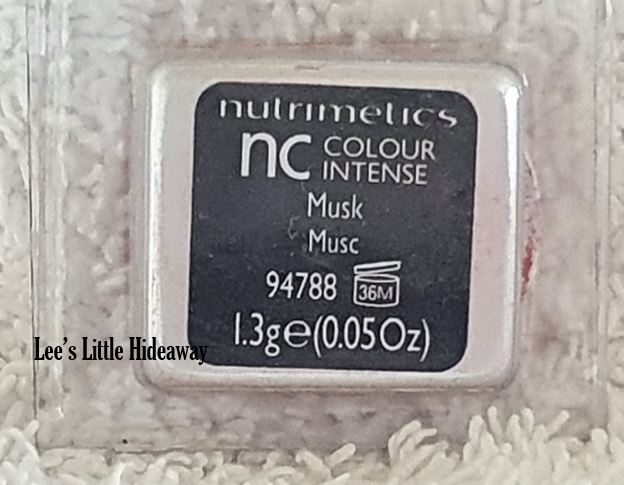 nutrimetics
nc COLOUR
INTENSE
Musk
Musc
94788 36M
1.3g℮(0.05Oz)
Lee's Little Hideaway